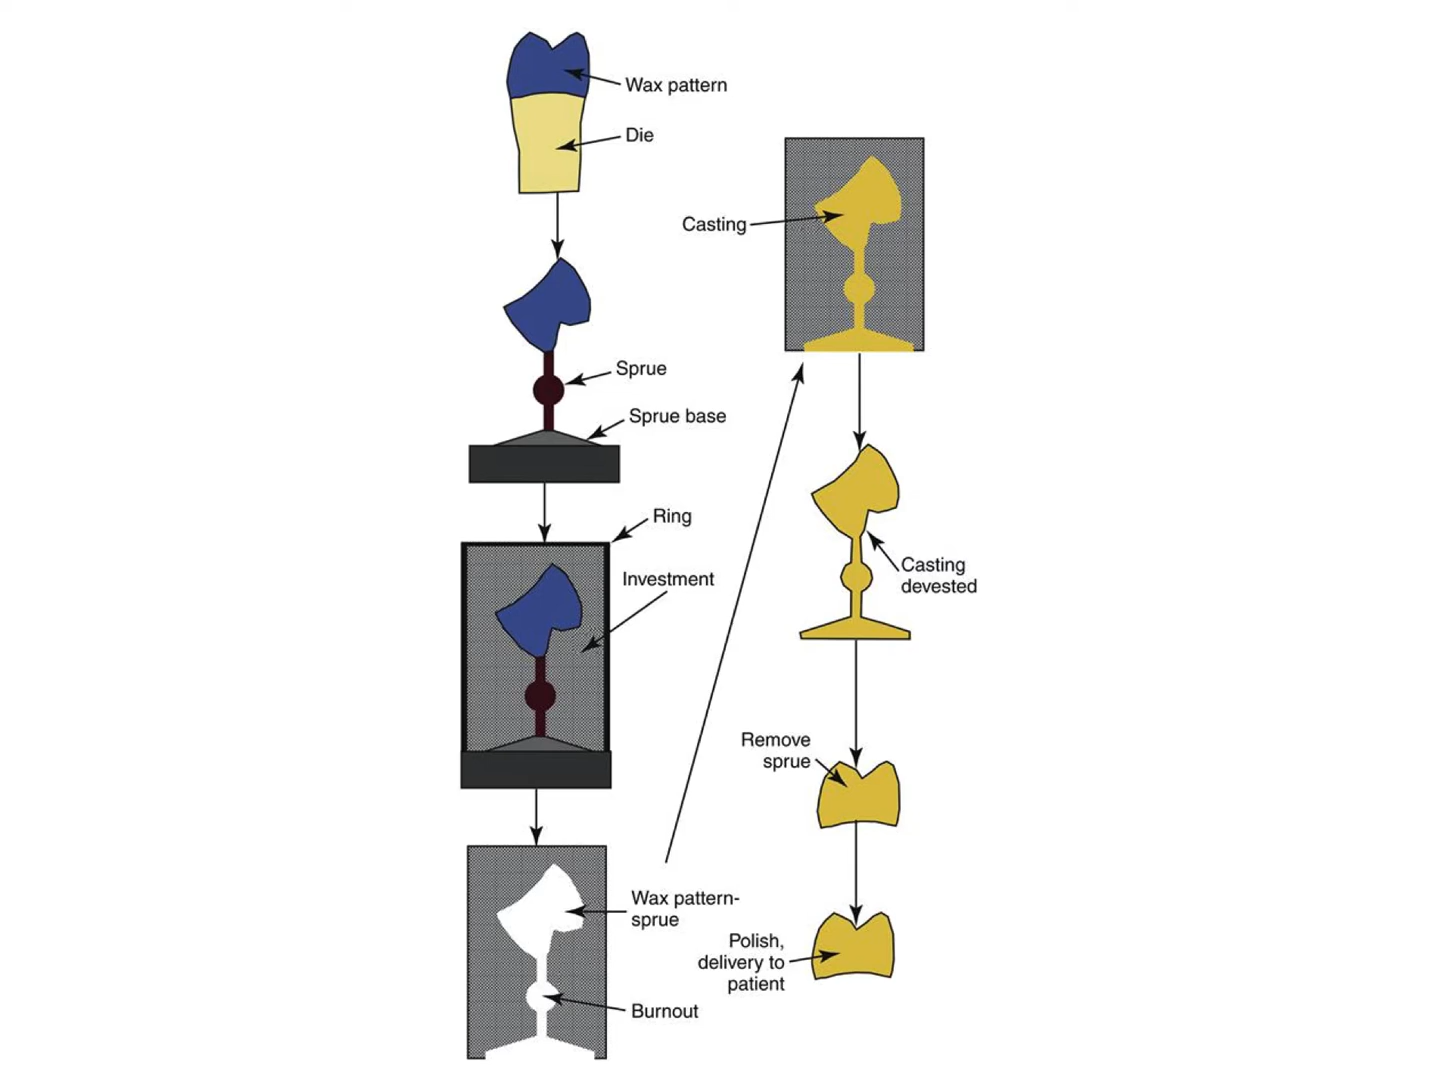 Wax pattern
Die
Sprue
Sprue base
Ring
Investment
Wax pattern-
sprue
Burnout
Casting
Casting
devested
Remove
sprue
Polish,
delivery to
patient